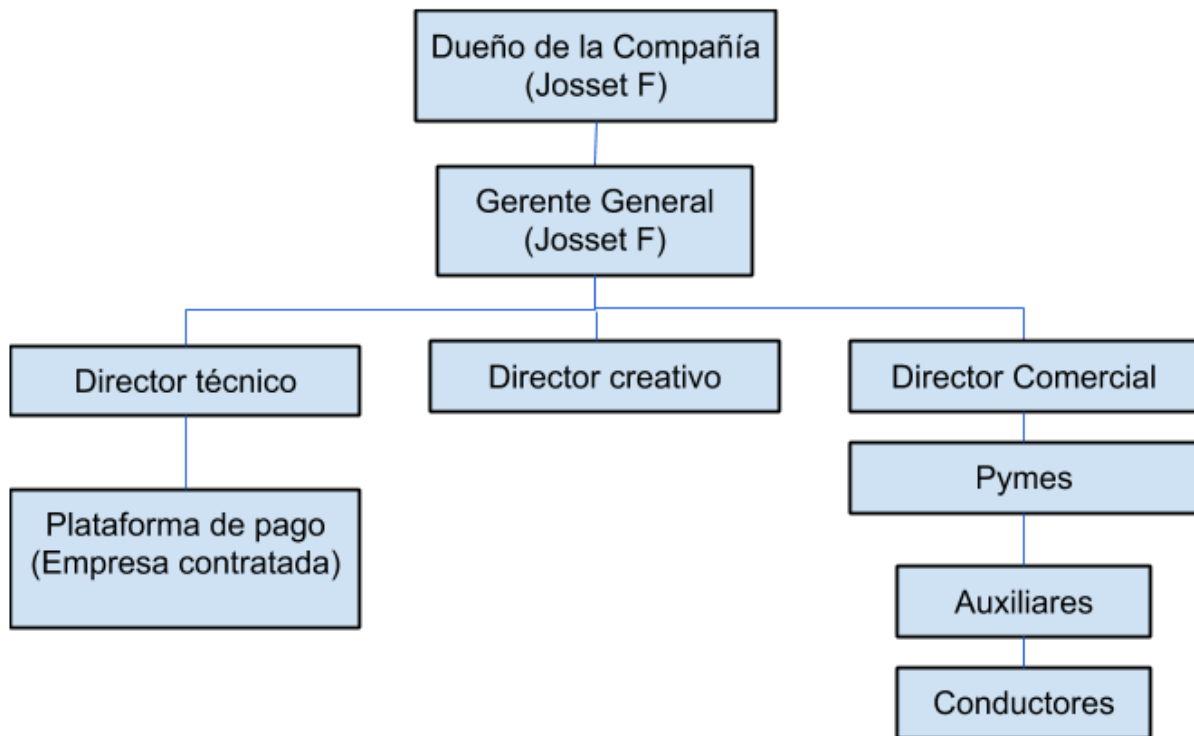 Dueño de la Compañía
(Josset F)
Gerente General
(Josset F)
Director técnico
Director creativo
Director Comercial
Plataforma de pago
(Empresa contratada)
Pymes
Auxiliares
Conductores